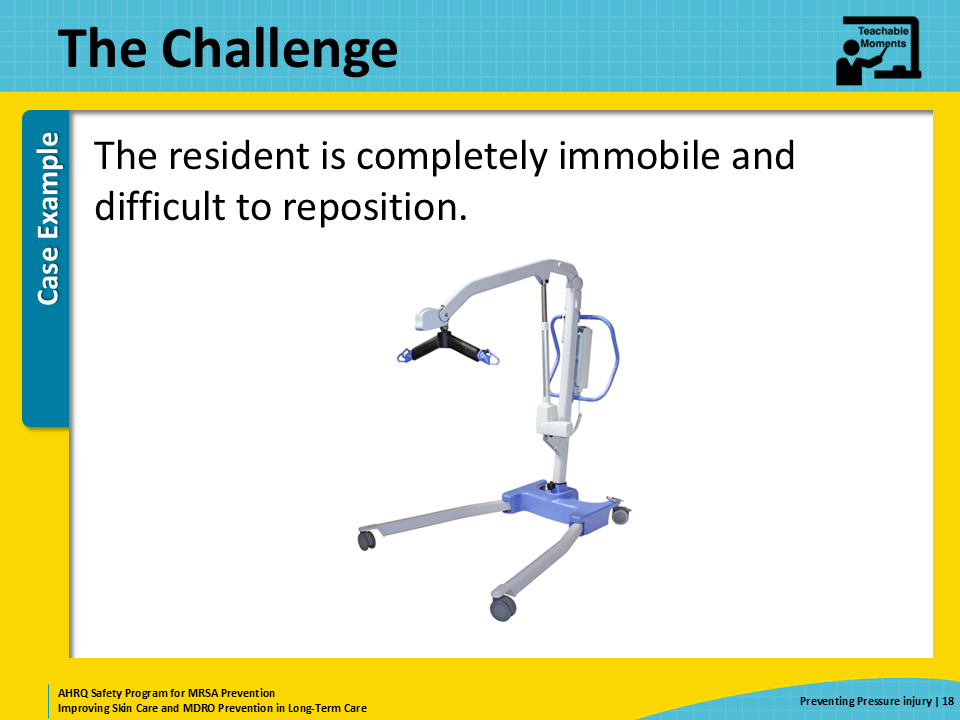 The Challenge
Teachable
Moments
Case Example
The resident is completely immobile and
difficult to reposition.
AHRQ Safety Program for MRSA Prevention
Improving Skin Care and MDRO Prevention in Long-Term Care
Preventing Pressure injury | 18